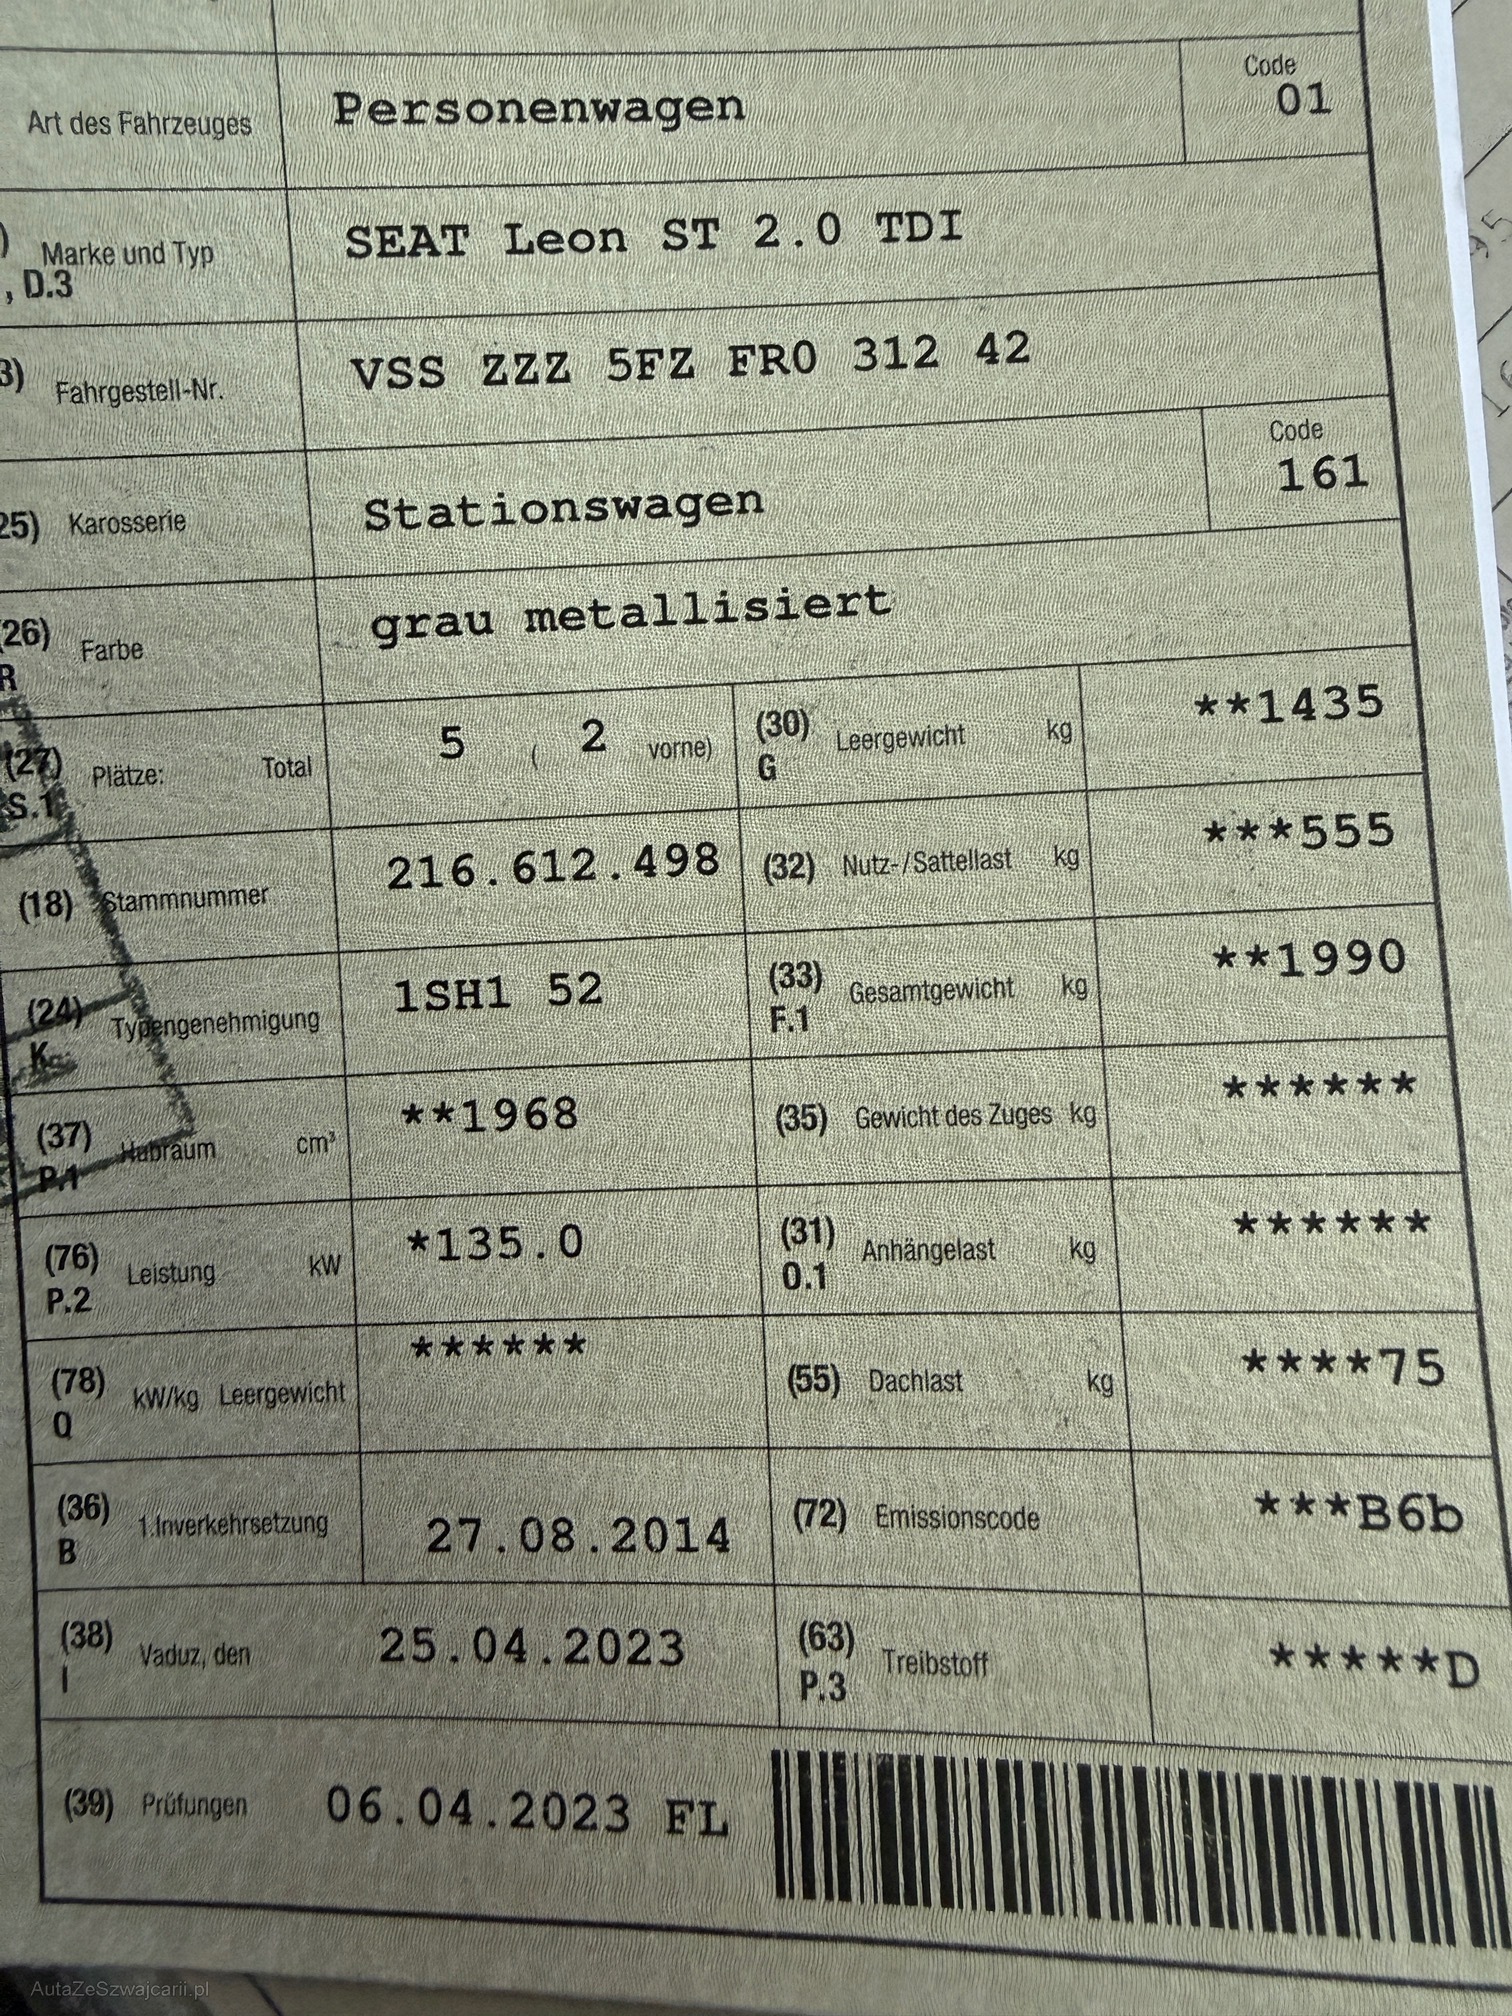 Code
Art des Fahrzeuges Personenwagen 01
) Marke und Typ SEAT Leon ST 2.0 TDI
, D.3
3) Fahrgestell-Nr. VSS ZZZ 5FZ FR0 312 42
Code
25) Karosserie Stationswagen 161
(26) Farbe grau metallisiert
R
(27) Plätze: Total 5 ( 2 vorne) (30) Leergewicht kg **1435
S.1 G
(18) Stammnummer 216.612.498 (32) Nutz-/Sattellast kg ***555
(24) Typengenehmigung 1SH1 52 (33) Gesamtgewicht kg **1990
K F.1
(37) Hubraum cm³ **1968 (35) Gewicht des Zuges kg ******
P.1
(76) Leistung kW *135.0 (31) Anhängelast kg ******
P.2 O.1
(78) kW/kg Leergewicht ****** (55) Dachlast kg ****75
Q
(36) 1.Inverkehrsetzung 27.08.2014 (72) Emissionscode ***B6b
B
(38) Vaduz, den 25.04.2023 (63) Treibstoff *****D
I P.3
(39) Prüfungen 06.04.2023 FL
AutaZeSzwajcarii.pl